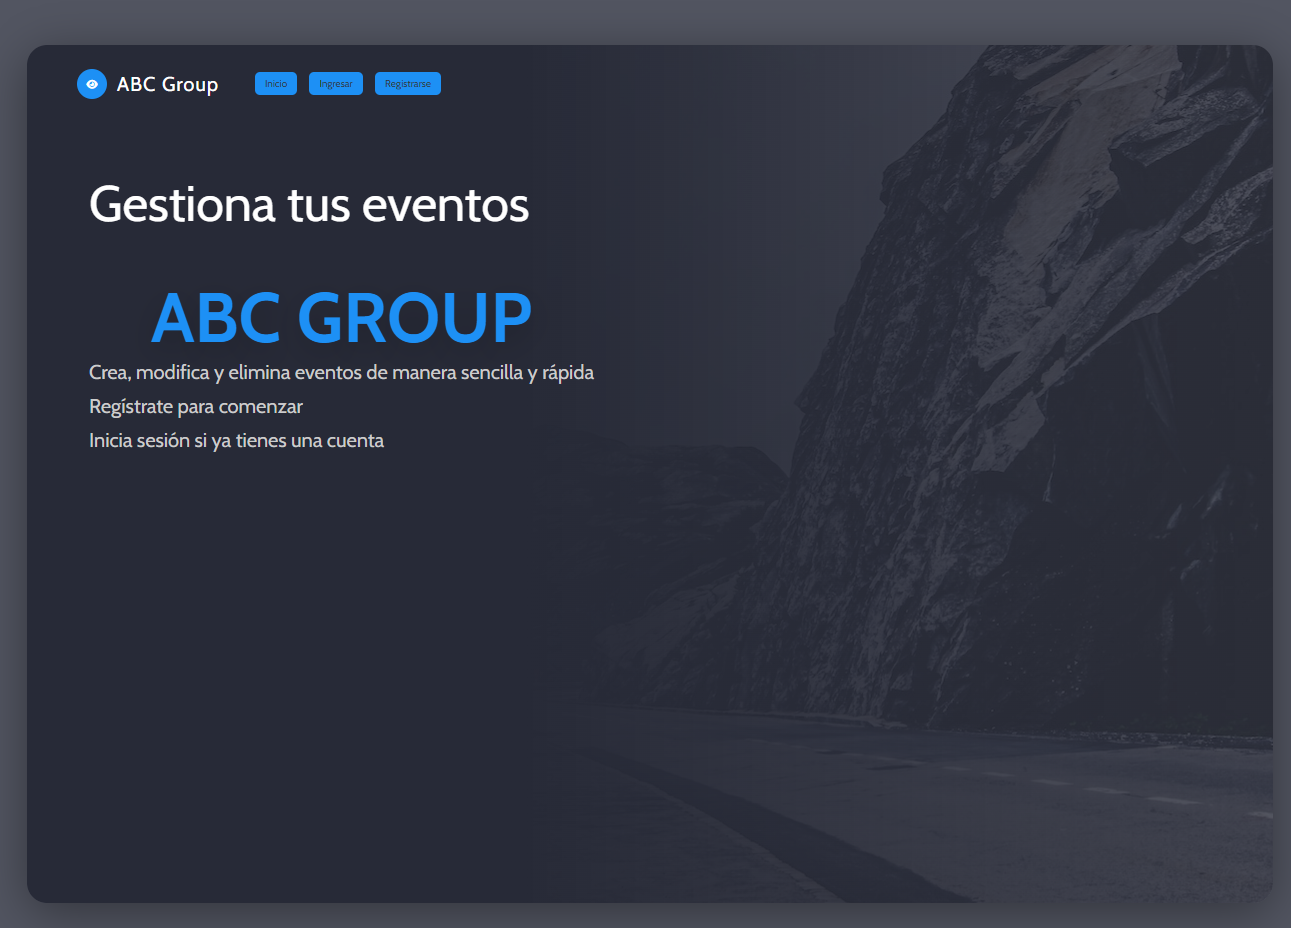 ABC Group
Inicio
Ingresar
Registrarse
Gestiona tus eventos
ABC GROUP
Crea, modifica y elimina eventos de manera sencilla y rápida
Regístrate para comenzar
Inicia sesión si ya tienes una cuenta